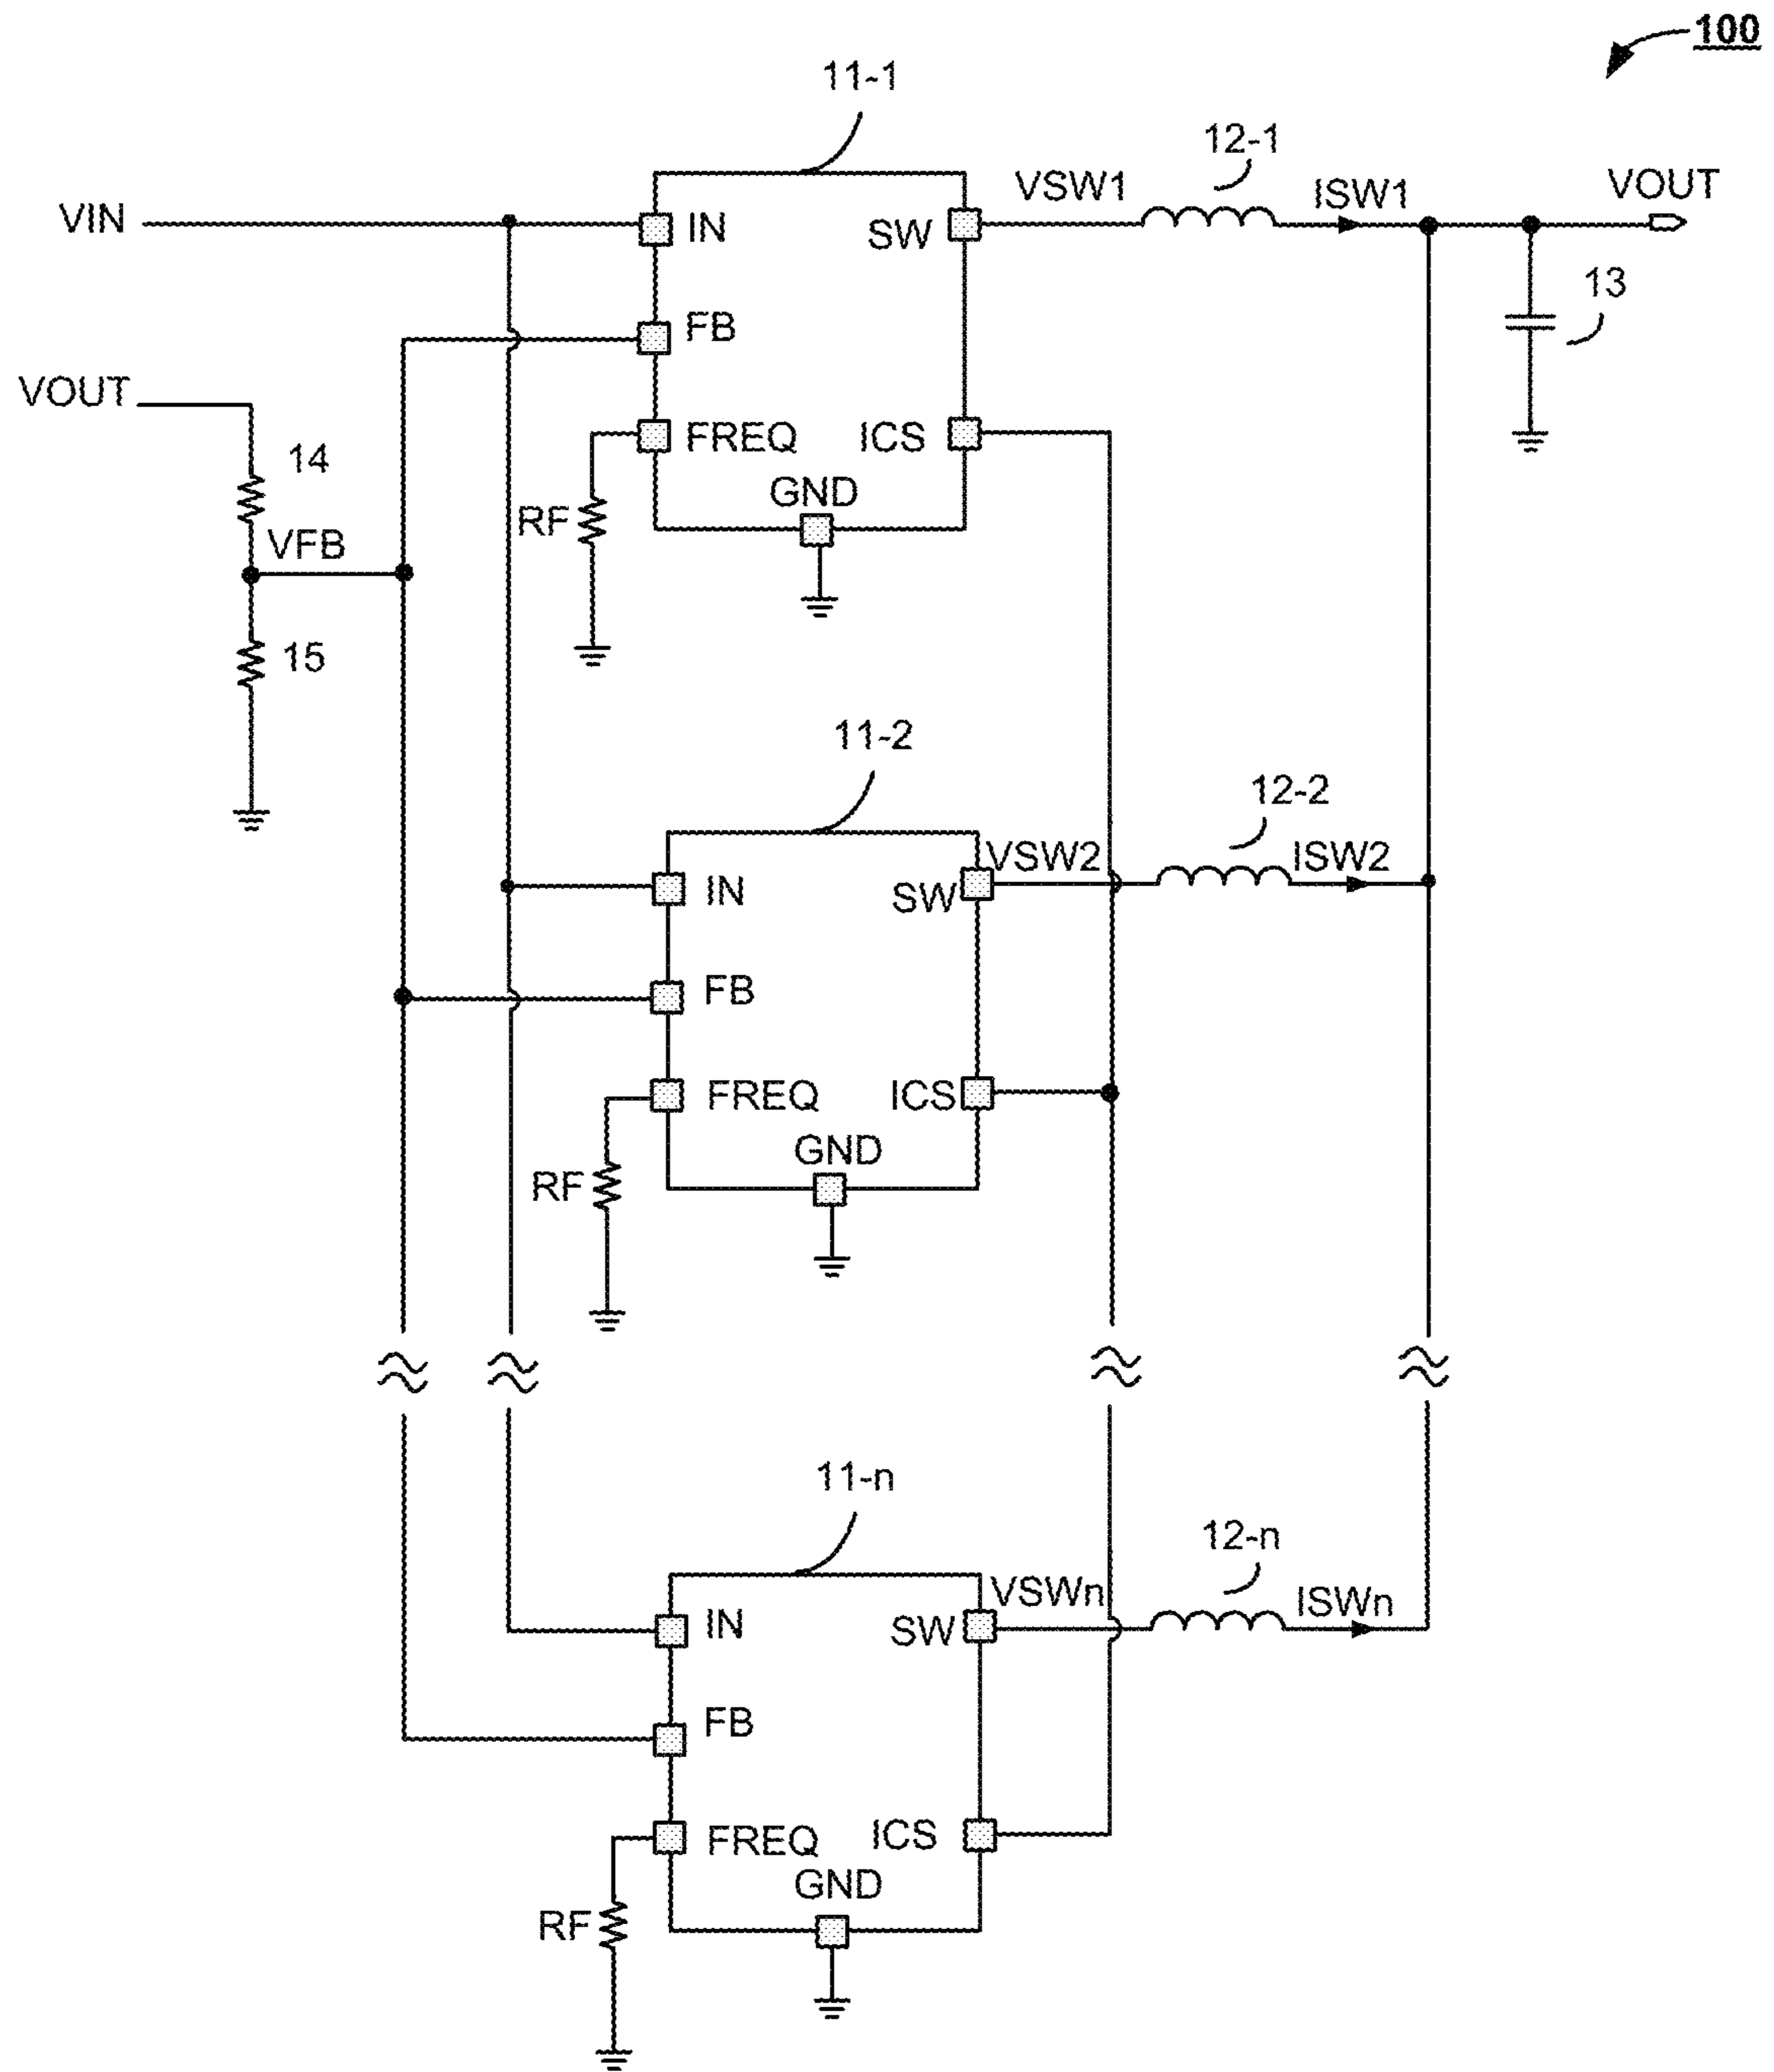 100
11-1
12-1
VIN
IN
SW
VSW1
ISW1
VOUT
13
FB
VOUT
FREQ
ICS
14
GND
RF
VFB
15
11-2
12-2
IN
SW
VSW2
ISW2
FB
FREQ
ICS
GND
RF
11-n
12-n
IN
SW
VSWn
ISWn
FB
FREQ
ICS
GND
RF